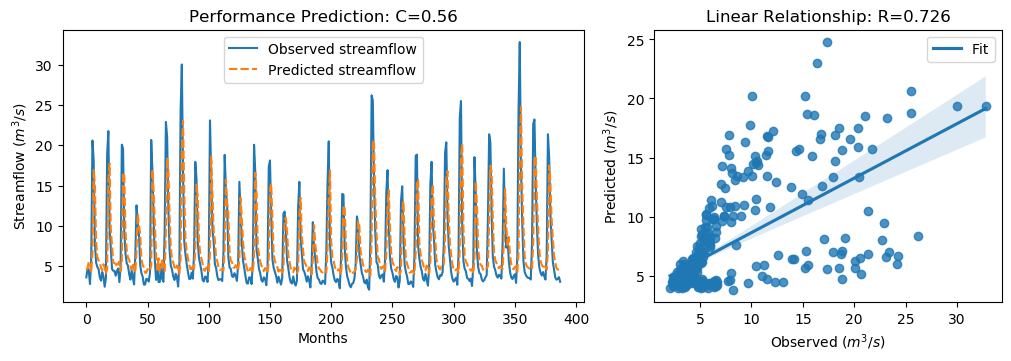 Performance Prediction: C=0.56
Observed streamflow
Predicted streamflow
Streamflow (m³/s)
30
25
20
15
10
5
0 50 100 150 200 250 300 350 400
Months
Linear Relationship: R=0.726
Fit
Predicted (m³/s)
25
20
15
10
5
5 10 15 20 25 30
Observed (m³/s)